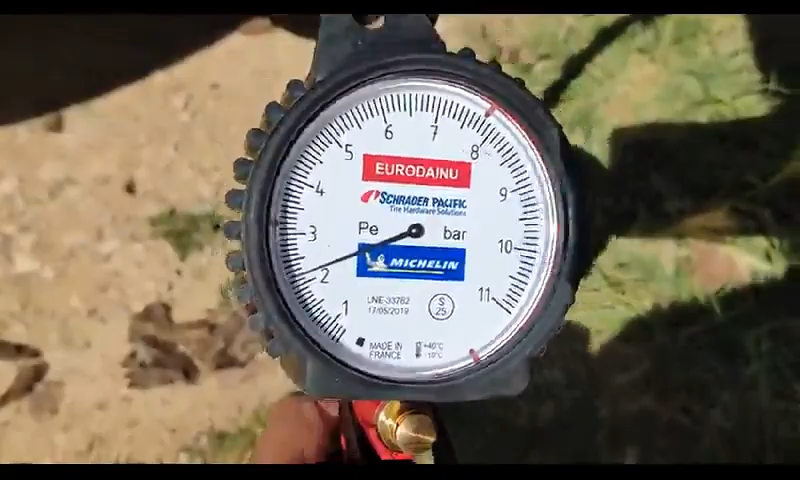 6 7
5 8
EURODAINU
4 9
SCHRADER PACIFIC
Tire Hardware Solutions
Pe bar
3 10
MICHELIN
2 11
LNE-33762
17/05/2019
S
25
1
MADE IN
FRANCE
+40°C
-10°C